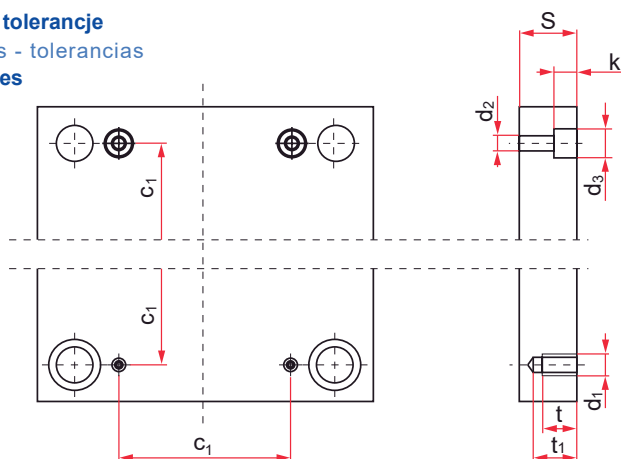 tolerancje
s - tolerancias
es
S
k
d₂
d₃
c₁
c₁
d₁
t
c₁
t₁